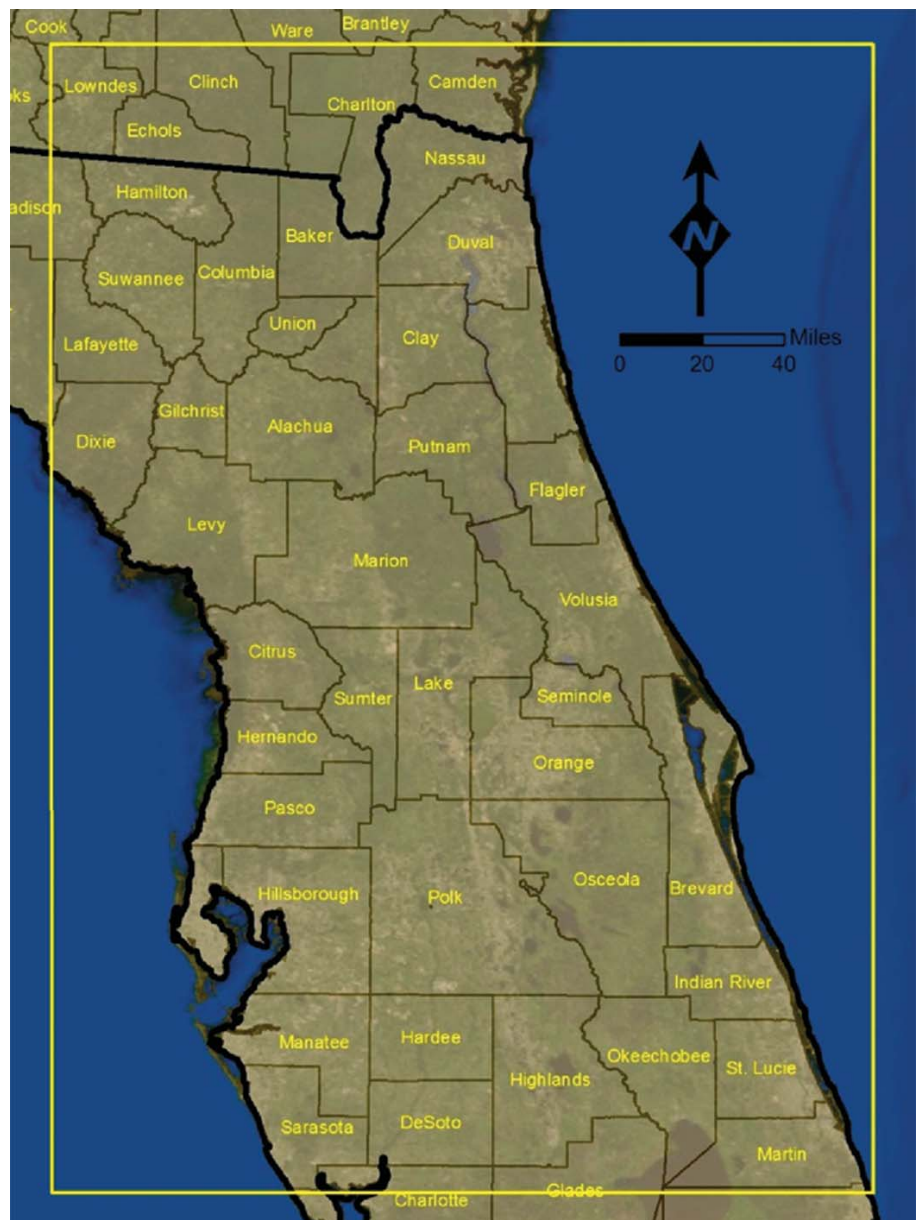 Cook
Ware
Brantley
Lowndes
Clinch
Camden
oks
Charlton
Echols
Nassau
Hamilton
adison
Baker
Duval
N
Suwannee
Columbia
Union
Clay
Miles
Lafayette
0 20 40
Gilchrist
Alachua
Dixie
Putnam
Flagler
Levy
Marion
Volusia
Citrus
Lake
Sumter
Seminole
Hernando
Orange
Pasco
Osceola
Hillsborough
Polk
Brevard
Indian River
Manatee
Hardee
Okeechobee
St. Lucie
Highlands
Sarasota
DeSoto
Martin
Glades
Charlotte